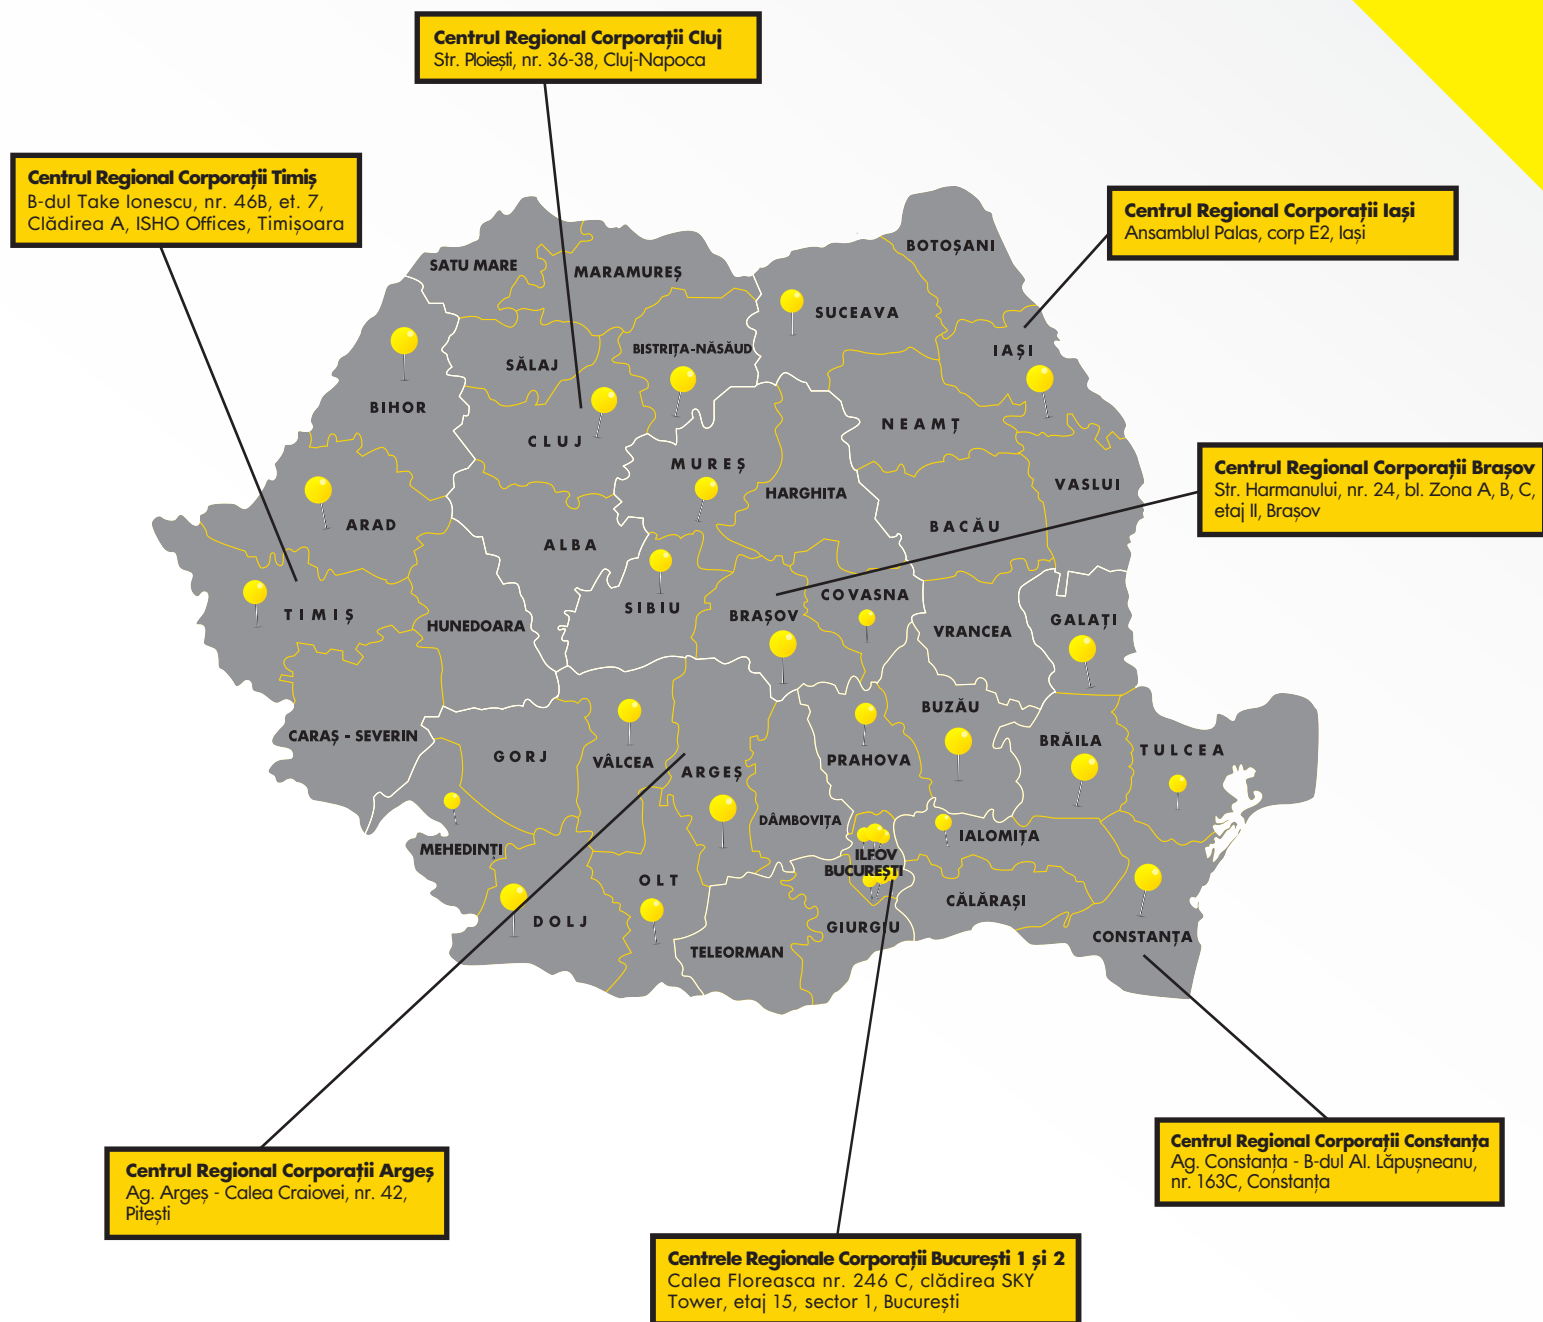 Centrul Regional Corporații Cluj
Str. Ploiești, nr. 36-38, Cluj-Napoca
Centrul Regional Corporații Timiș
B-dul Take Ionescu, nr. 46B, et. 7,
Clădirea A, ISHO Offices, Timișoara
Centrul Regional Corporații Iași
Ansamblul Palas, corp E2, Iași
BOTOȘANI
SATU MARE
MARAMUREȘ
SUCEAVA
BISTRIȚA-NĂSĂUD
IAȘI
SĂLAJ
BIHOR
CLUJ
NEAMȚ
MUREȘ
HARGHITA
VASLUI
Centrul Regional Corporații Brașov
Str. Harmanului, nr. 24, bl. Zona A, B, C,
etaj II, Brașov
ARAD
BACĂU
ALBA
TIMIȘ
HUNEDOARA
SIBIU
BRAȘOV
COVASNA
VRANCEA
GALAȚI
CARAȘ - SEVERIN
GORJ
VÂLCEA
ARGEȘ
PRAHOVA
BUZĂU
BRĂILA
TULCEA
DÂMBOVIȚA
IALOMIȚA
MEHEDINȚI
ILFOV
BUCUREȘTI
OLT
CĂLĂRAȘI
DOLJ
GIURGIU
TELEORMAN
CONSTANȚA
Centrul Regional Corporații Argeș
Ag. Argeș - Calea Craiovei, nr. 42,
Pitești
Centrul Regional Corporații Constanța
Ag. Constanța - B-dul Al. Lăpușneanu,
nr. 163C, Constanța
Centrele Regionale Corporații București 1 și 2
Calea Floreasca nr. 246 C, clădirea SKY
Tower, etaj 15, sector 1, București